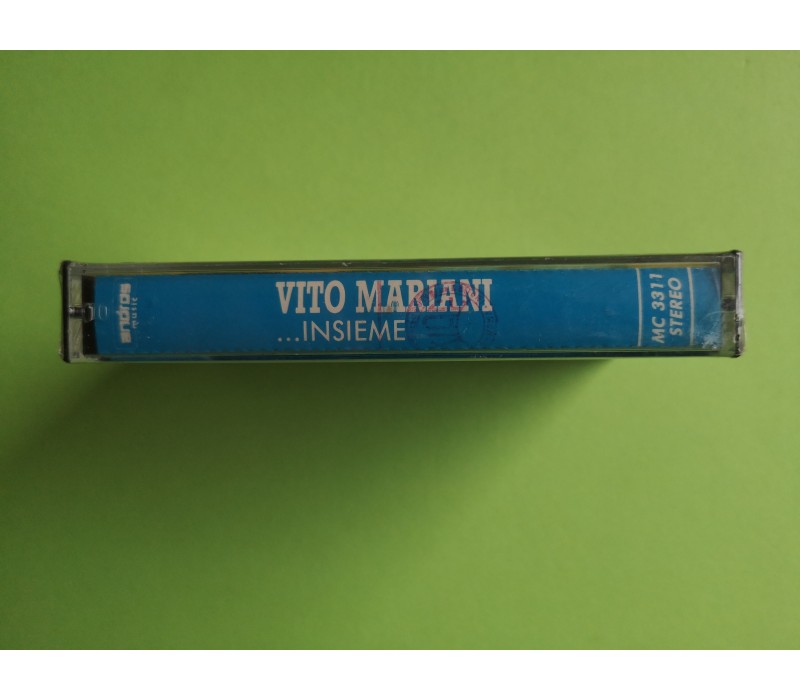 andros
music
VITO MARIANI
...INSIEME
MC 3311
STEREO